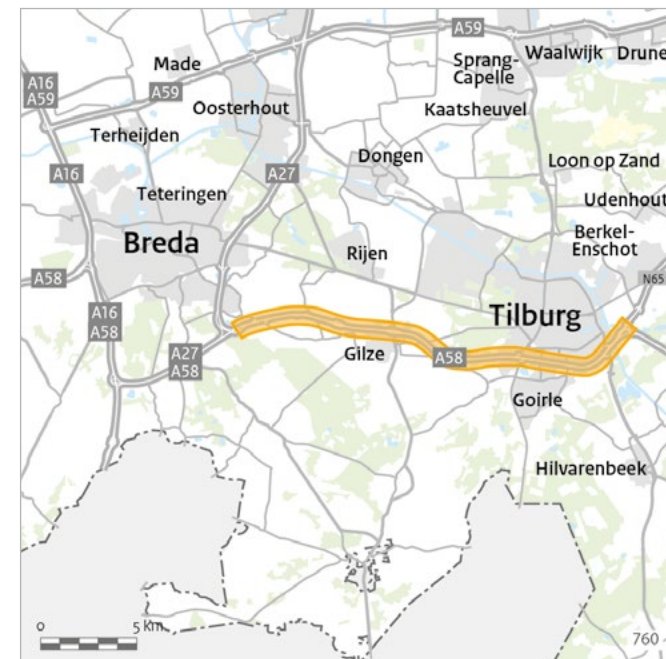 A59
Made
Sprang-
Capelle
Waalwijk
Drune
A16
A59
A59
Oosterhout
Kaatsheuvel
Terheijden
Dongen
Loon op Zand
A16
A27
Teteringen
Udenhout
Breda
Rijen
Berkel-
Enschot
A58
N65
A16
A58
Tilburg
A27
A58
Gilze
A58
Goirle
Hilvarenbeek
0
5 km
760